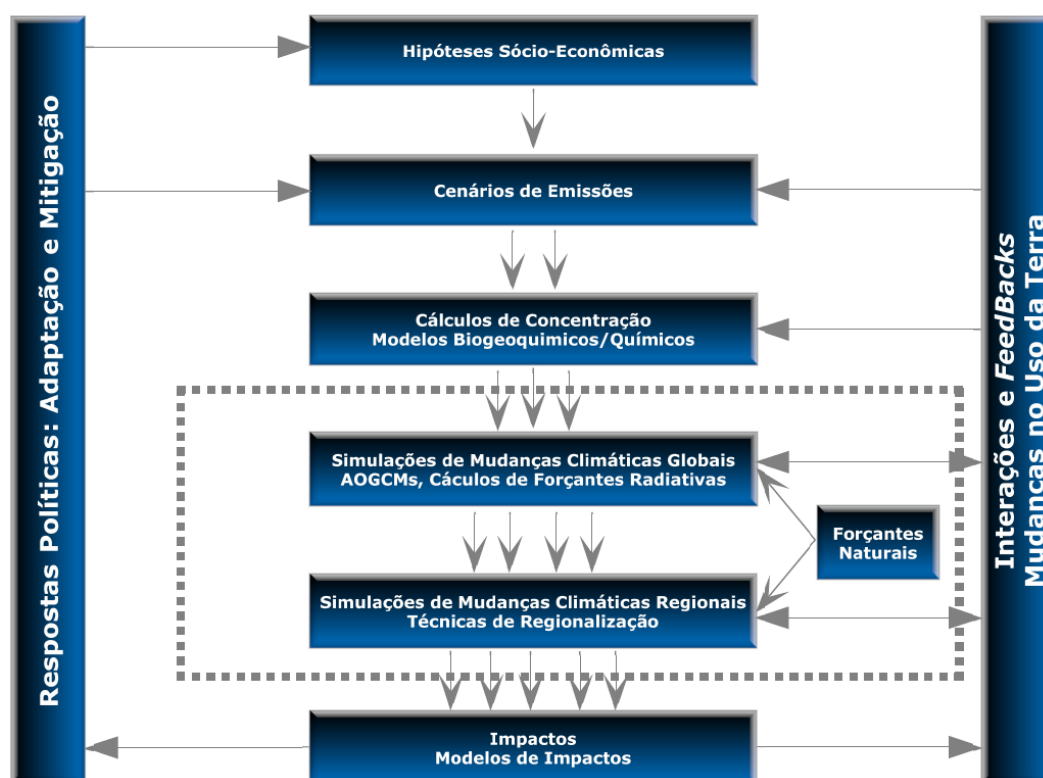 Respostas Políticas: Adaptação e Mitigação
Hipóteses Sócio-Econômicas
Cenários de Emissões
Cálculos de Concentração
Modelos Biogeoquimicos/Químicos
Simulações de Mudanças Climáticas Globais
AOGCMs, Cáculos de Forçantes Radiativas
Forçantes
Naturais
Simulações de Mudanças Climáticas Regionais
Técnicas de Regionalização
Impactos
Modelos de Impactos
Interações e FeedBacks
Mudanças no Uso da Terra